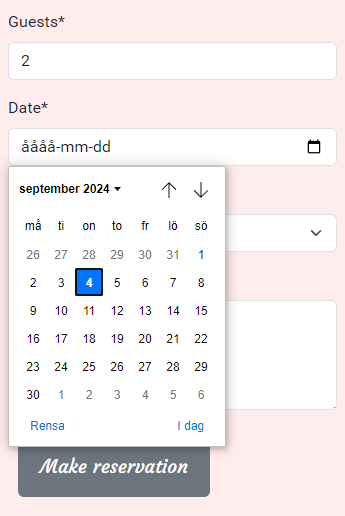 Guests*
2
Date*
åååå-mm-dd
september 2024
må ti on to fr lö sö
26 27 28 29 30 31 1
2 3 4 5 6 7 8
9 10 11 12 13 14 15
16 17 18 19 20 21 22
23 24 25 26 27 28 29
30 1 2 3 4 5 6
Rensa I dag
Make reservation